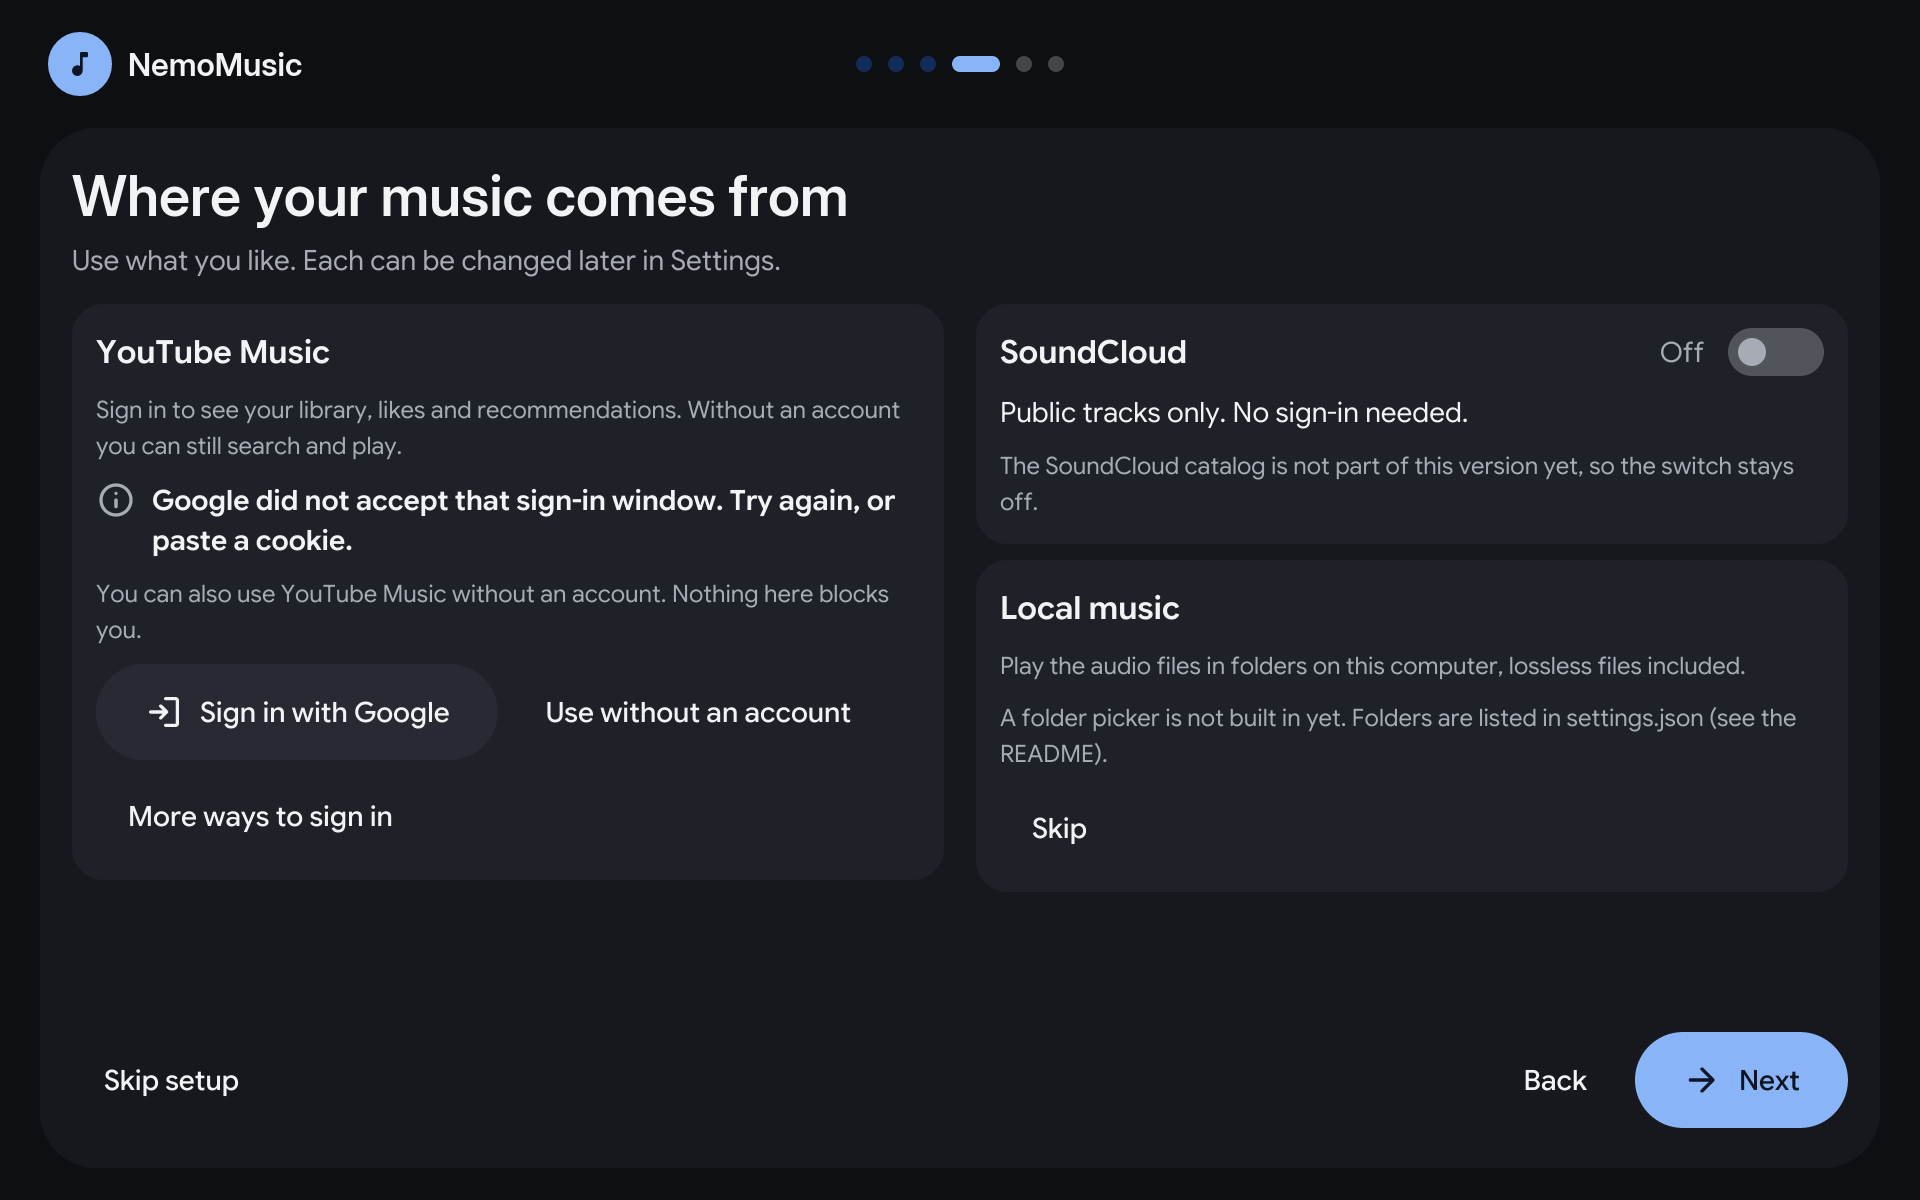 NemoMusic
Where your music comes from
Use what you like. Each can be changed later in Settings.
YouTube Music
Sign in to see your library, likes and recommendations. Without an account
you can still search and play.
Google did not accept that sign-in window. Try again, or
paste a cookie.
You can also use YouTube Music without an account. Nothing here blocks
you.
Sign in with Google
Use without an account
More ways to sign in
SoundCloud
Off
Public tracks only. No sign-in needed.
The SoundCloud catalog is not part of this version yet, so the switch stays
off.
Local music
Play the audio files in folders on this computer, lossless files included.
A folder picker is not built in yet. Folders are listed in settings.json (see the
README).
Skip
Skip setup
Back
Next